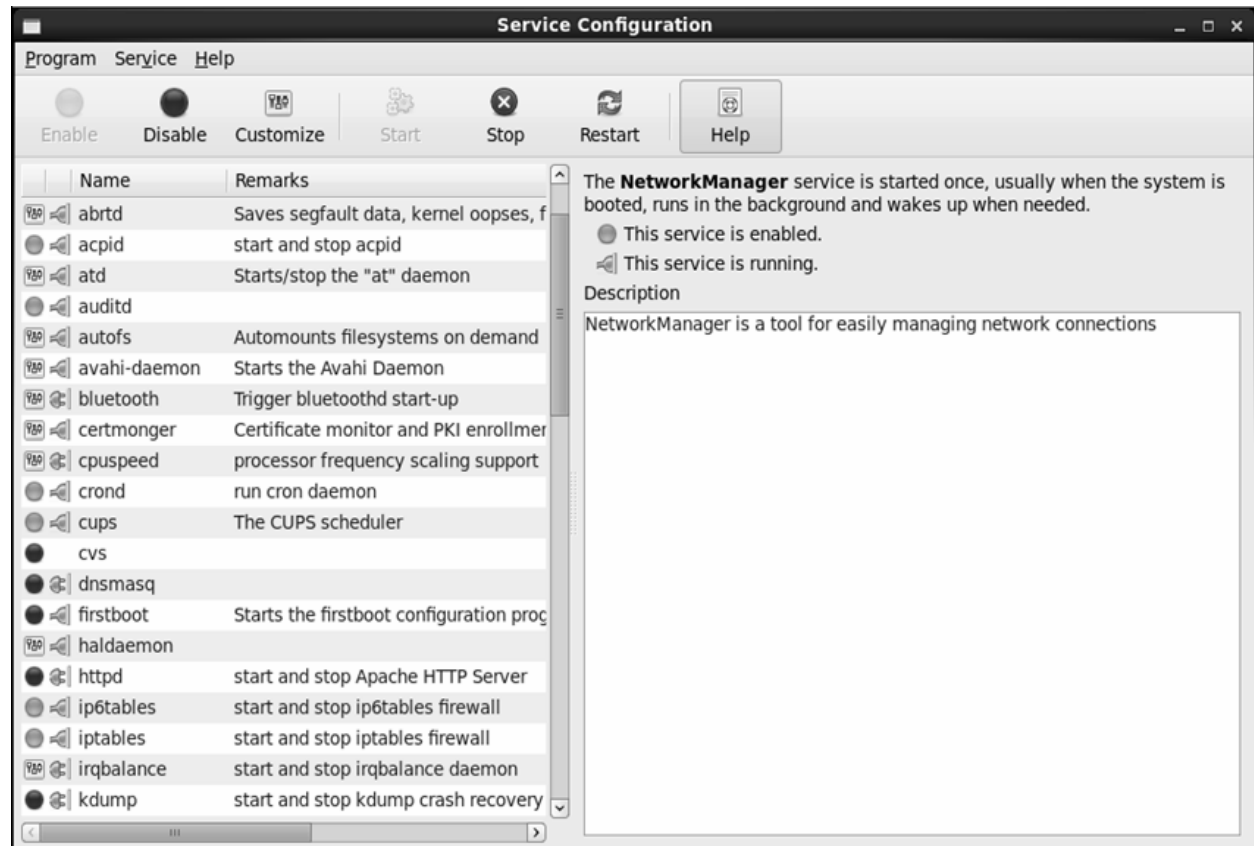 Service Configuration
Program Service Help
Enable Disable Customize Start Stop Restart Help
Name Remarks
abrtd Saves segfault data, kernel oopses, f
acpid start and stop acpid
atd Starts/stop the "at" daemon
auditd
autofs Automounts filesystems on demand
avahi-daemon Starts the Avahi Daemon
bluetooth Trigger bluetoothd start-up
certmonger Certificate monitor and PKI enrollmen
cpuspeed processor frequency scaling support
crond run cron daemon
cups The CUPS scheduler
cvs
dnsmasq
firstboot Starts the firstboot configuration prog
haldaemon
httpd start and stop Apache HTTP Server
ip6tables start and stop ip6tables firewall
iptables start and stop iptables firewall
irqbalance start and stop irqbalance daemon
kdump start and stop kdump crash recovery
The NetworkManager service is started once, usually when the system is
booted, runs in the background and wakes up when needed.
This service is enabled.
This service is running.
Description
NetworkManager is a tool for easily managing network connections